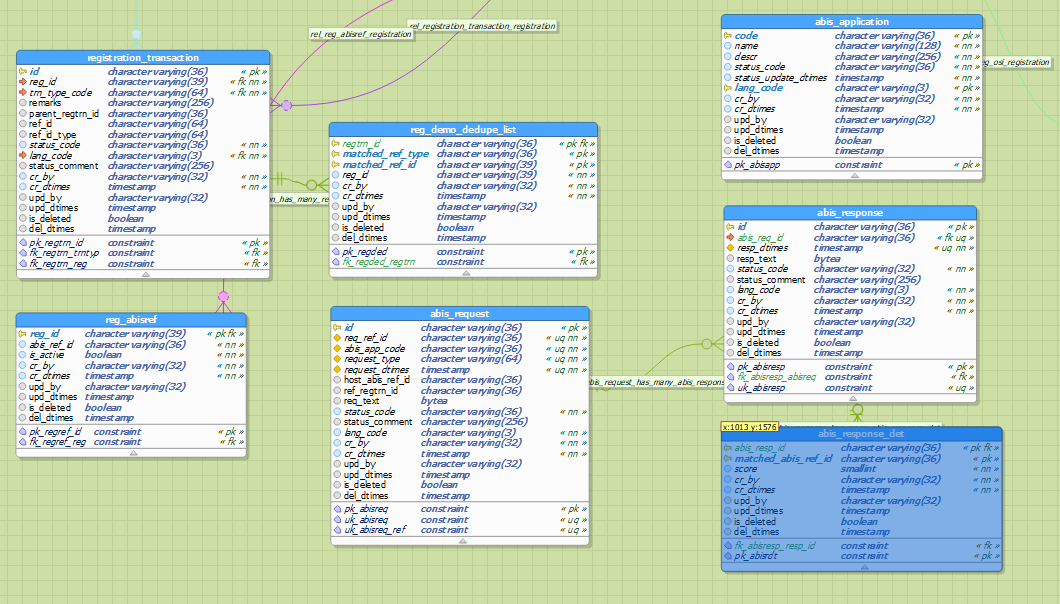 rel_reg_abisref_registration
rel_registration_transaction_registration
registration_transaction
id character varying(36) « pk »
reg_id character varying(39) « fk nn »
trn_type_code character varying(64) « fk nn »
remarks character varying(256)
parent_regtrn_id character varying(36)
ref_id character varying(64)
ref_id_type character varying(64)
status_code character varying(36) « nn »
lang_code character varying(3) « fk nn »
status_comment character varying(256)
cr_by character varying(32) « nn »
cr_dtimes timestamp « nn »
upd_by character varying(32)
upd_dtimes timestamp
is_deleted boolean
del_dtimes timestamp
pk_regtrn_id constraint « pk »
fk_regtrn_trntyp constraint « fk »
fk_regtrn_reg constraint « fk »
reg_demo_dedupe_list
regtrn_id character varying(36) « pk fk »
matched_ref_type character varying(36) « pk »
matched_ref_id character varying(39) « pk »
reg_id character varying(39) « nn »
cr_by character varying(32) « nn »
cr_dtimes timestamp « nn »
upd_by character varying(32)
upd_dtimes timestamp
is_deleted boolean
del_dtimes timestamp
pk_regded constraint « pk »
fk_regded_regtrn constraint « fk »
n_has_many_re
abis_application
code character varying(36) « pk »
name character varying(128) « nn »
descr character varying(256) « nn »
status_code character varying(36) « nn »
status_update_dtimes timestamp « nn »
lang_code character varying(3) « pk »
cr_by character varying(32) « nn »
cr_dtimes timestamp « nn »
upd_by character varying(32)
upd_dtimes timestamp
is_deleted boolean
del_dtimes timestamp
pk_abisapp constraint « pk »
eg_osi_registration
abis_response
id character varying(36) « pk »
abis_req_id character varying(36) « fk uq »
resp_dtimes timestamp « uq nn »
resp_text bytea
status_code character varying(32) « nn »
status_comment character varying(256)
lang_code character varying(3) « nn »
cr_by character varying(32) « nn »
cr_dtimes timestamp « nn »
upd_by character varying(32)
upd_dtimes timestamp
is_deleted boolean
del_dtimes timestamp
pk_abisresp constraint « pk »
fk_abisresp_abisreq constraint « fk »
uk_abisresp constraint « uq »
reg_abisref
reg_id character varying(39) « pk fk »
abis_ref_id character varying(36) « nn »
is_active boolean « nn »
cr_by character varying(32) « nn »
cr_dtimes timestamp « nn »
upd_by character varying(32)
upd_dtimes timestamp
is_deleted boolean
del_dtimes timestamp
pk_regref_id constraint « pk »
fk_regref_reg constraint « fk »
abis_request
id character varying(36) « pk »
req_ref_id character varying(36) « uq nn »
abis_app_code character varying(36) « uq nn »
request_type character varying(64) « uq nn »
request_dtimes timestamp « uq nn »
host_abis_ref_id character varying(36)
ref_regtrn_id character varying(36)
req_text bytea
status_code character varying(36) « nn »
status_comment character varying(256)
lang_code character varying(3) « nn »
cr_by character varying(32) « nn »
cr_dtimes timestamp « nn »
upd_by character varying(32)
upd_dtimes timestamp
is_deleted boolean
del_dtimes timestamp
pk_abisreq constraint « pk »
uk_abisreq constraint « uq »
uk_abisreq_ref constraint « uq »
abis_request_has_many_abis_respons
x:1013 y:1576
abis_response_det
abis_resp_id character varying(36) « pk fk »
matched_abis_ref_id character varying(36) « pk »
score smallint « nn »
cr_by character varying(32) « nn »
cr_dtimes timestamp « nn »
upd_by character varying(32)
upd_dtimes timestamp
is_deleted boolean
del_dtimes timestamp
fk_abisresp_resp_id constraint « fk »
pk_abisrdt constraint « pk »